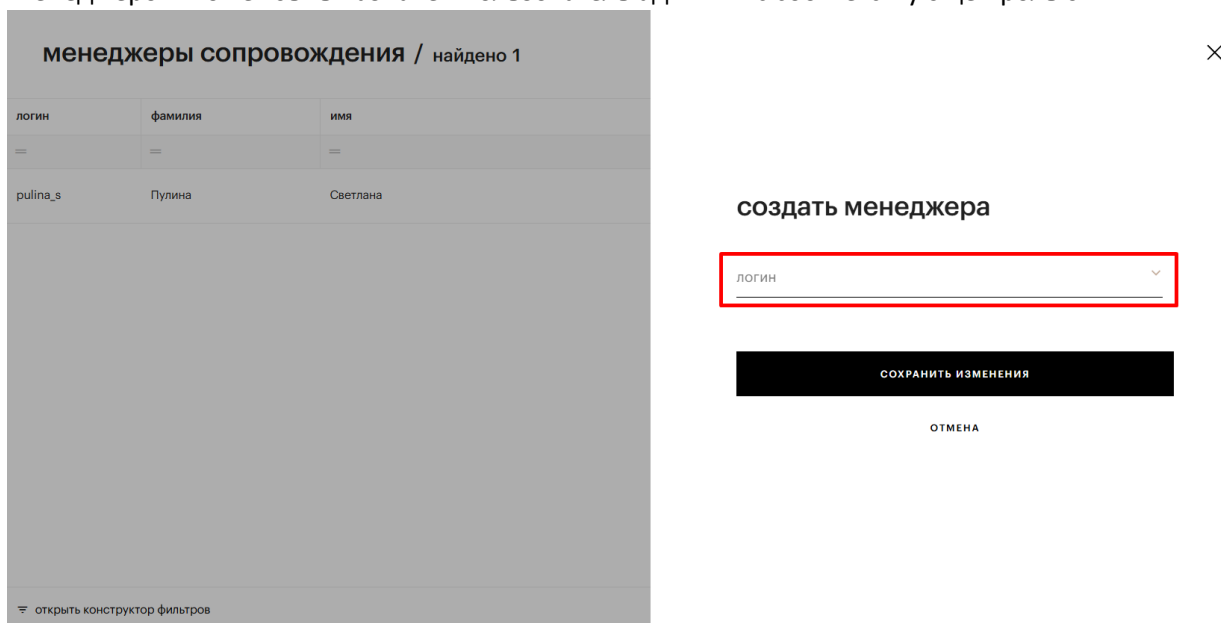 менеджеры сопровождения / найдено 1
логин фамилия имя
= = =
pulina_s Пулина Светлана
создать менеджера
логин
СОХРАНИТЬ ИЗМЕНЕНИЯ
ОТМЕНА
открыть конструктор фильтров